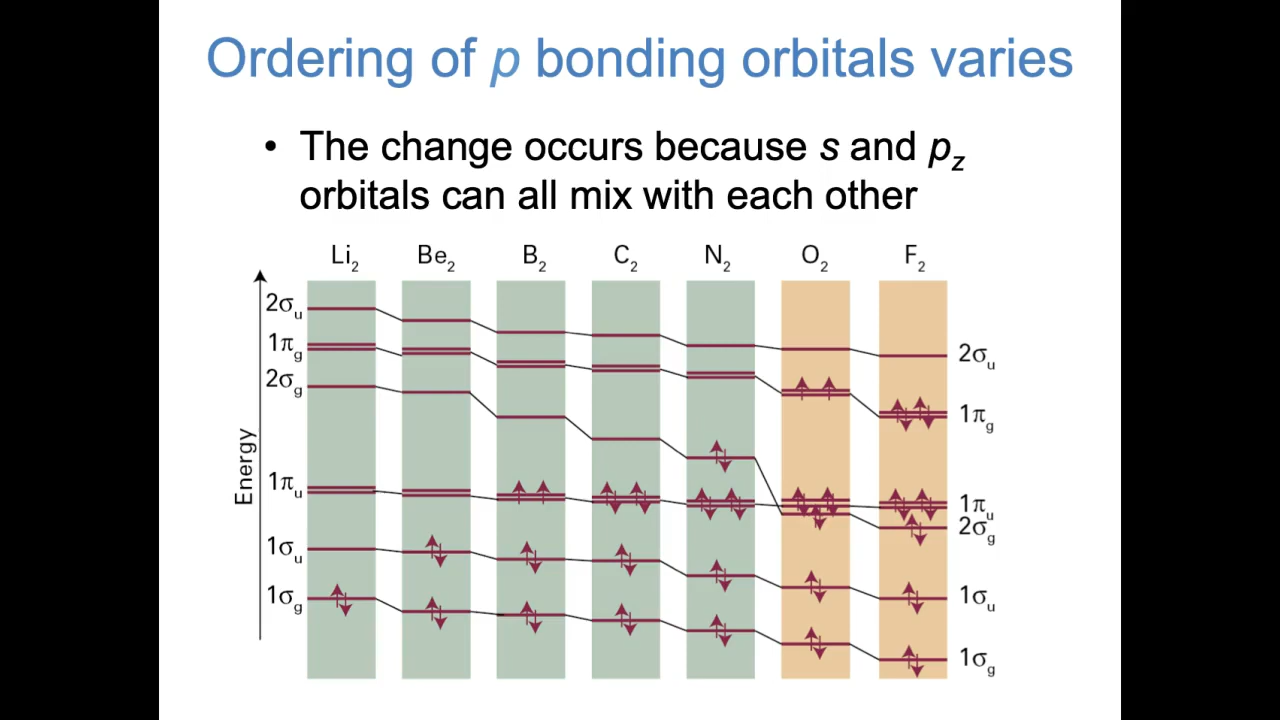 Ordering of p bonding orbitals varies
• The change occurs because s and pz
orbitals can all mix with each other
Li2 Be2 B2 C2 N2 O2 F2
Energy
2σu
1πg
2σg
1πu
1σu
1σg
2σu
1πg
1πu
2σg
1σu
1σg